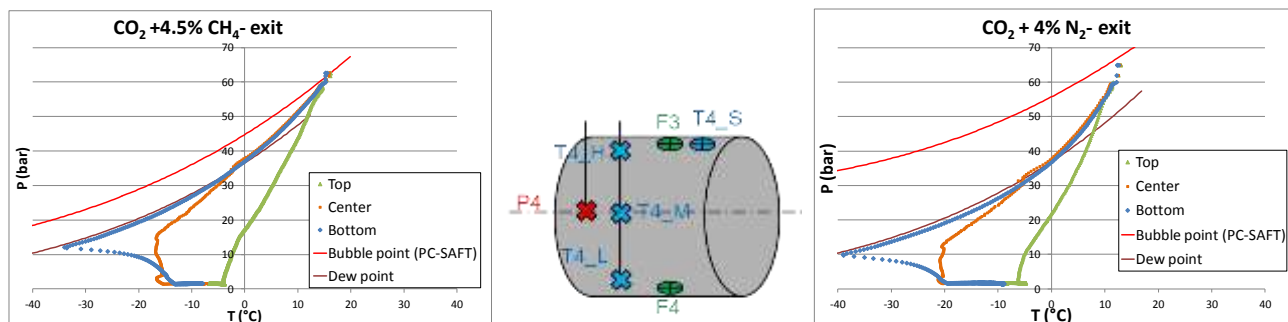 CO2 +4.5% CH4- exit
P (bar)
70
60
50
40
30
20
10
0
-40 -30 -20 -10 0 10 20 30 40
T (°C)
Top
Center
Bottom
Bubble point (PC-SAFT)
Dew point
F3 T4_S
T4_H
P4
T4_M
T4_L
F4
CO2 + 4% N2- exit
P (bar)
70
60
50
40
30
20
10
0
-40 -30 -20 -10 0 10 20 30 40
T (°C)
Top
Center
Bottom
Bubble point (PC-SAFT)
Dew point